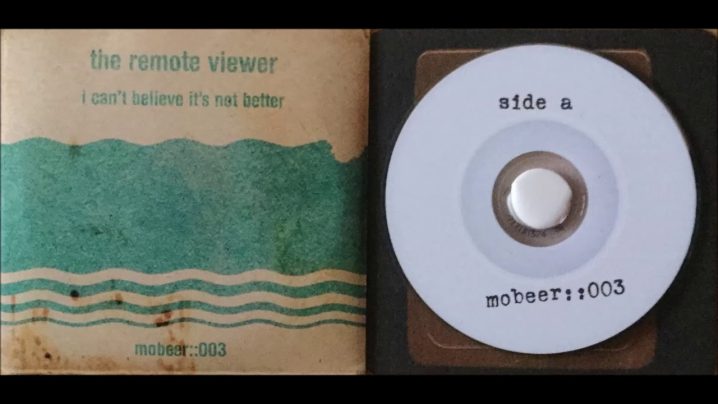 the remote viewer
i can't believe it's not better
mobeer::003
side a
mobeer::003